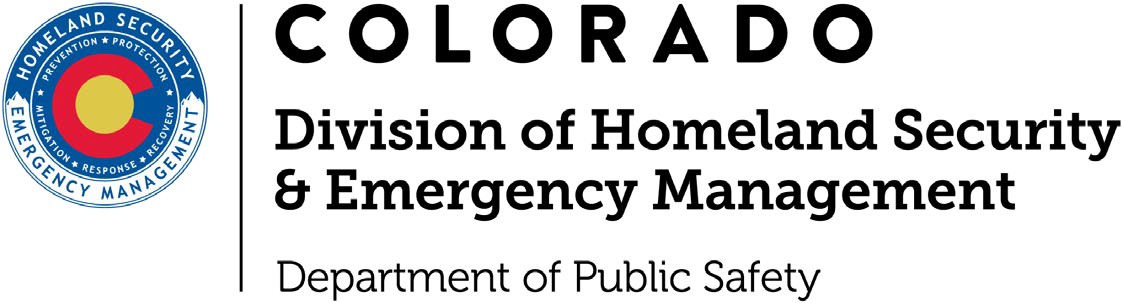 HOMELAND SECURITY
EMERGENCY MANAGEMENT
PREVENTION ★ PROTECTION
MITIGATION ★ RESPONSE ★ RECOVERY
COLORADO
Division of Homeland Security
& Emergency Management
Department of Public Safety